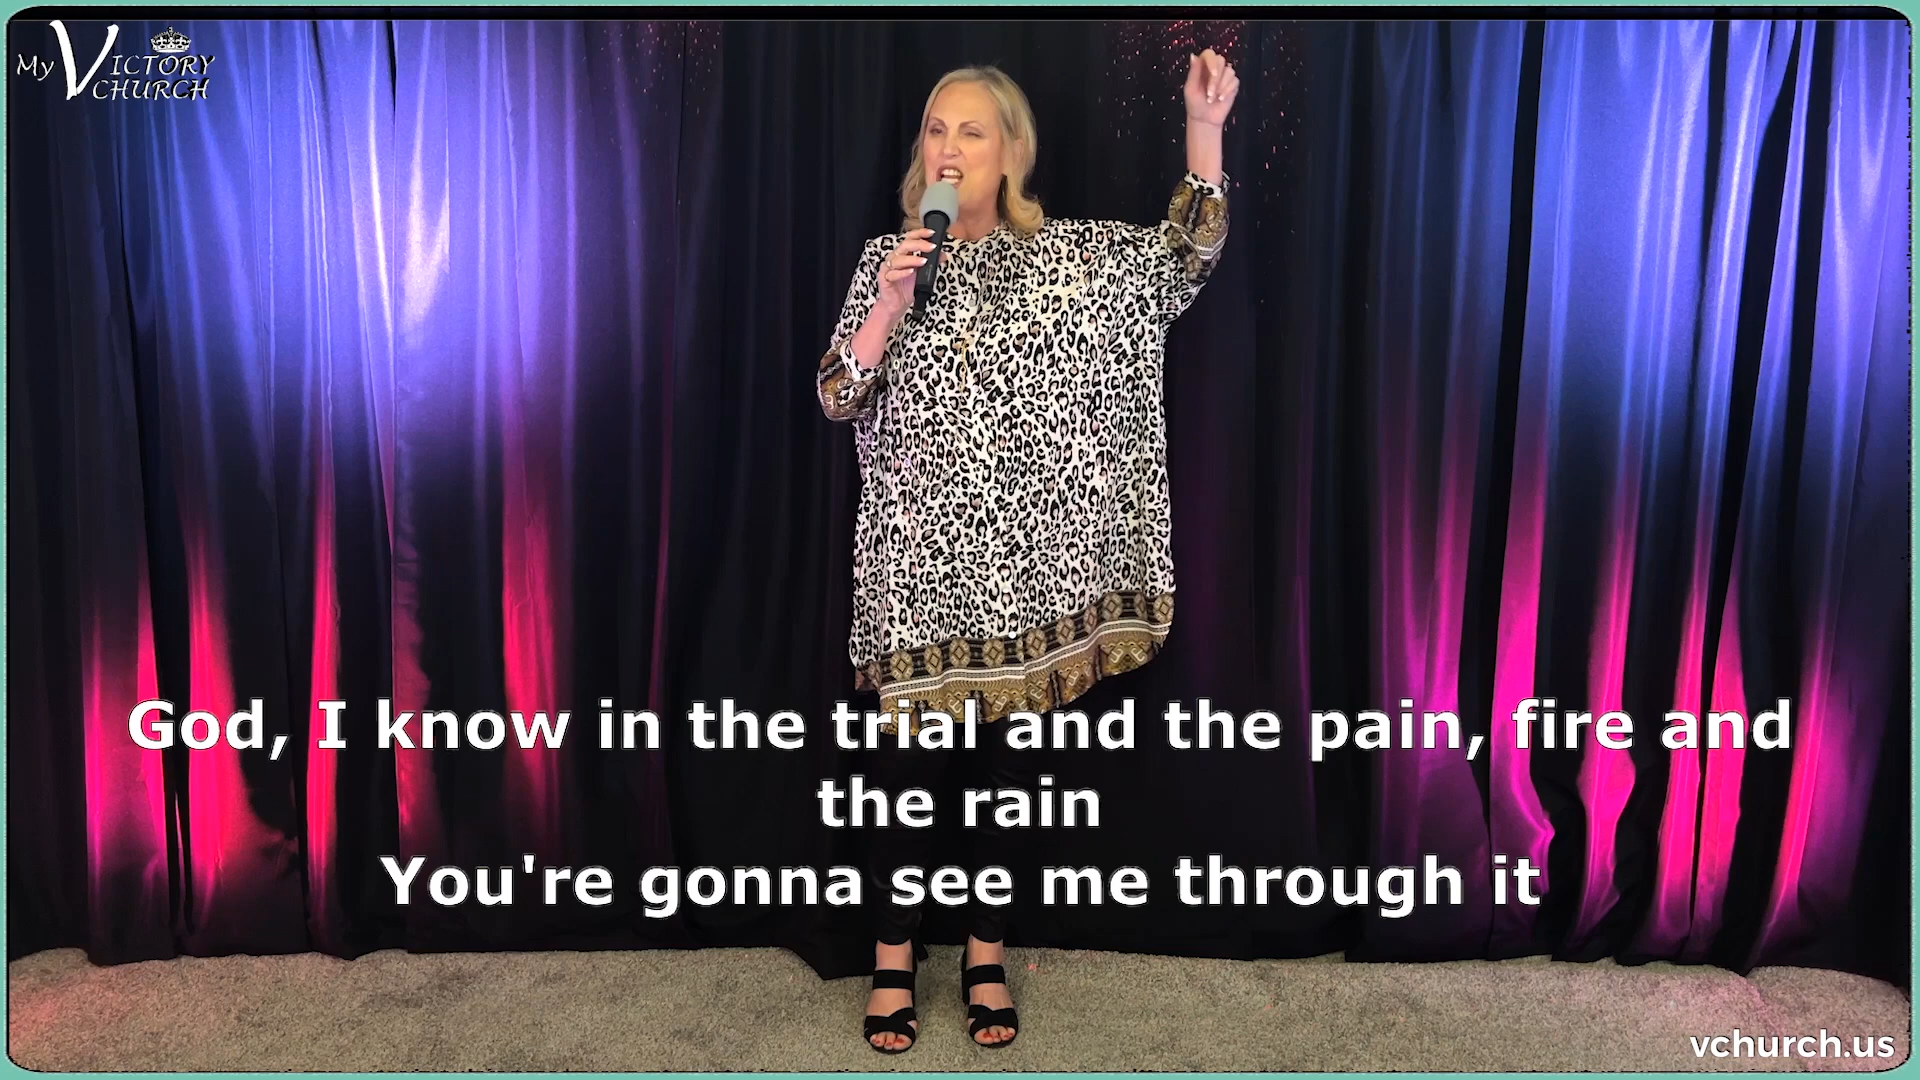 My VICTORY
CHURCH
God, I know in the trial and the pain, fire and
the rain
You're gonna see me through it
vchurch.us